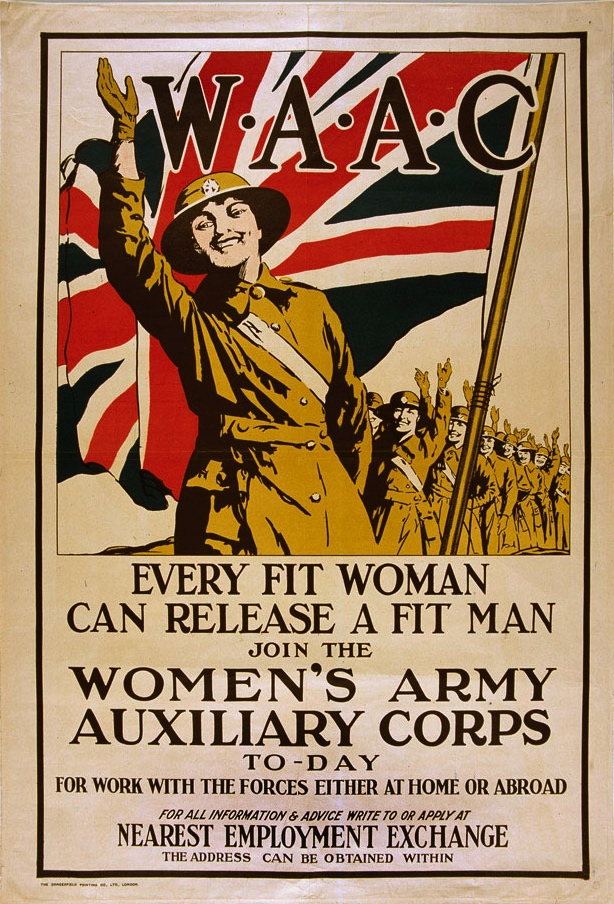 W·A·A·C
EVERY FIT WOMAN
CAN RELEASE A FIT MAN
JOIN THE
WOMEN'S ARMY
AUXILIARY CORPS
TO-DAY
FOR WORK WITH THE FORCES EITHER AT HOME OR ABROAD
FOR ALL INFORMATION & ADVICE WRITE TO OR APPLY AT
NEAREST EMPLOYMENT EXCHANGE
THE ADDRESS CAN BE OBTAINED WITHIN
THE DANGERFIELD PRINTING CO., LTD., LONDON.